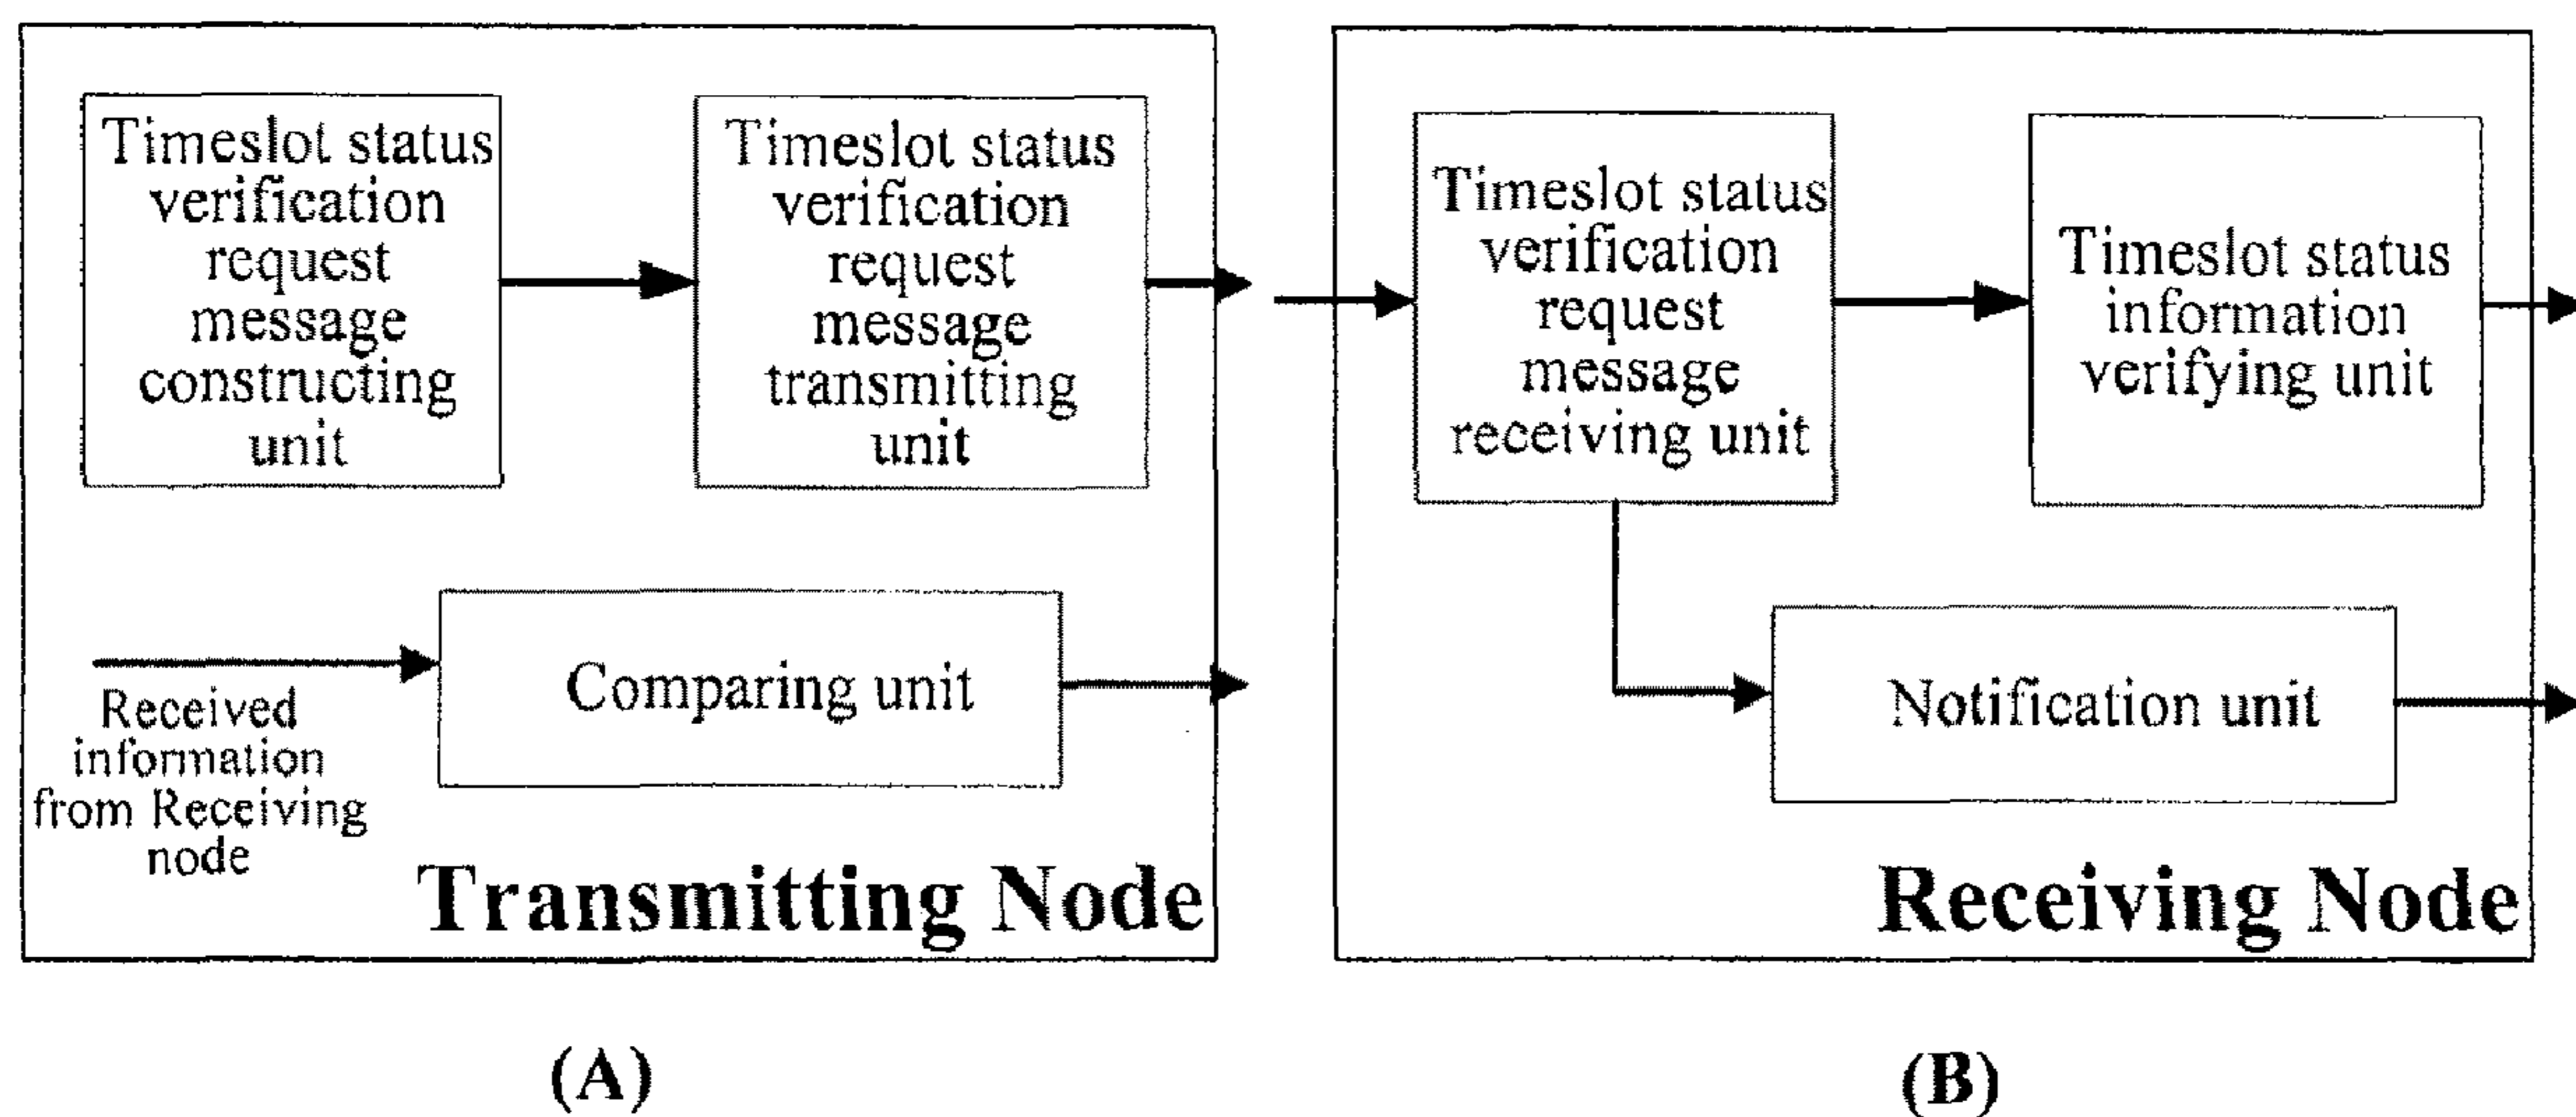 Timeslot status
verification
request
message
constructing
unit
Timeslot status
verification
request
message
transmitting
unit
Received
information
from Receiving
node
Comparing unit
Transmitting Node
(A)
Timeslot status
verification
request
message
receiving unit
Timeslot status
information
verifying unit
Notification unit
Receiving Node
(B)